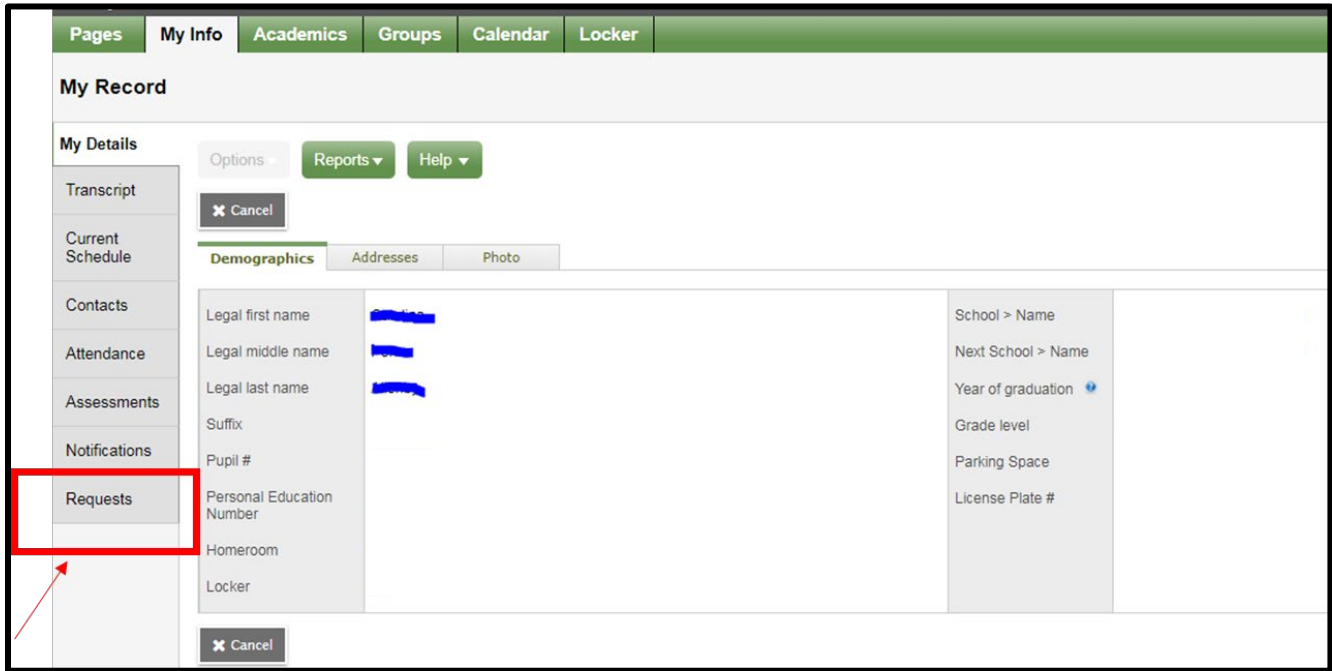 Pages My Info Academics Groups Calendar Locker
My Record
My Details
Transcript
Current
Schedule
Contacts
Attendance
Assessments
Notifications
Requests
Options Reports Help
Cancel
Demographics Addresses Photo
Legal first name
Legal middle name
Legal last name
Suffix
Pupil #
Personal Education
Number
Homeroom
Locker
School > Name
Next School > Name
Year of graduation
Grade level
Parking Space
License Plate #
Cancel